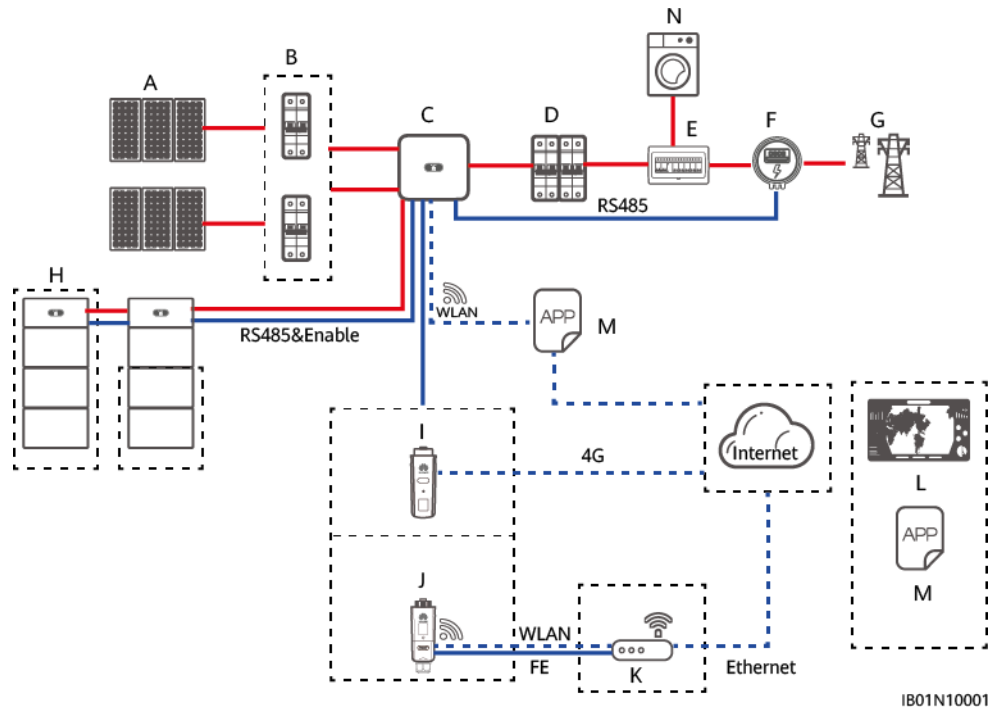 N
A
B
C
D
E
F
G
RS485
H
RS485&Enable
WLAN
APP
M
I
4G
Internet
L
APP
M
J
WLAN
FE
K
Ethernet
IB01N10001